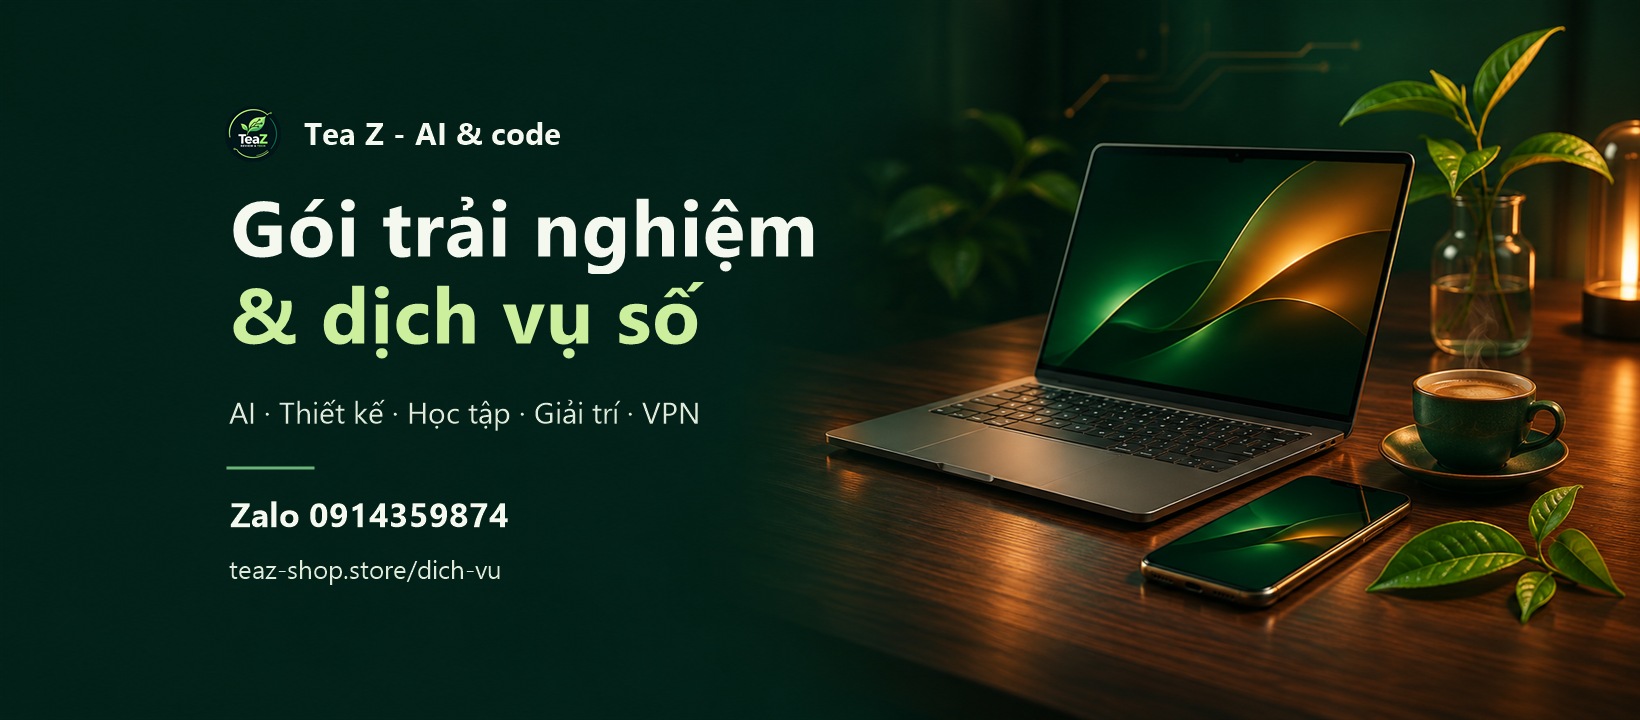 TeaZ
Tea Z - AI & code
Gói trải nghiệm
& dịch vụ số
AI · Thiết kế · Học tập · Giải trí · VPN
Zalo 0914359874
teaz-shop.store/dich-vu